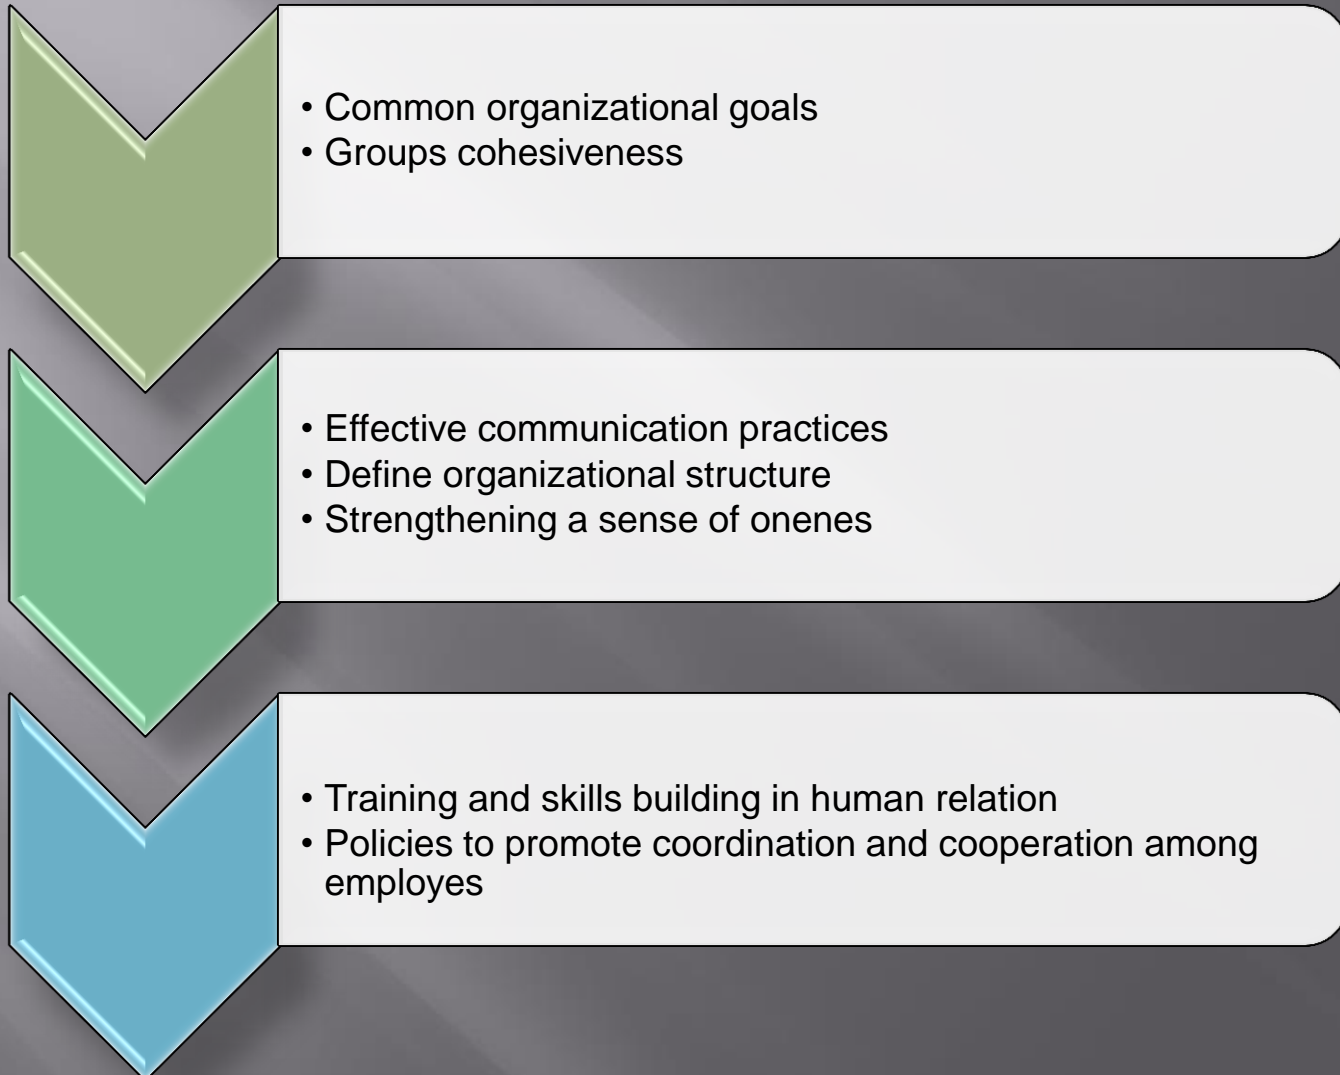 • Common organizational goals
• Groups cohesiveness
• Effective communication practices
• Define organizational structure
• Strengthening a sense of onenes
• Training and skills building in human relation
• Policies to promote coordination and cooperation among
employes